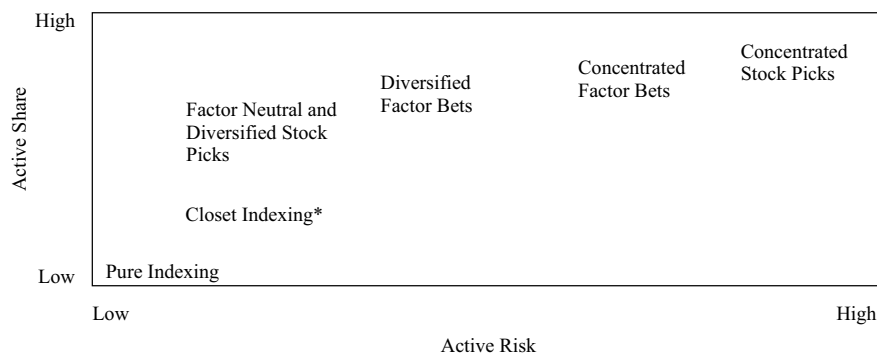 High
Concentrated
Stock Picks
Concentrated
Factor Bets
Diversified
Factor Bets
Factor Neutral and
Diversified Stock
Picks
Active Share
Closet Indexing*
Pure Indexing
Low
Low
High
Active Risk